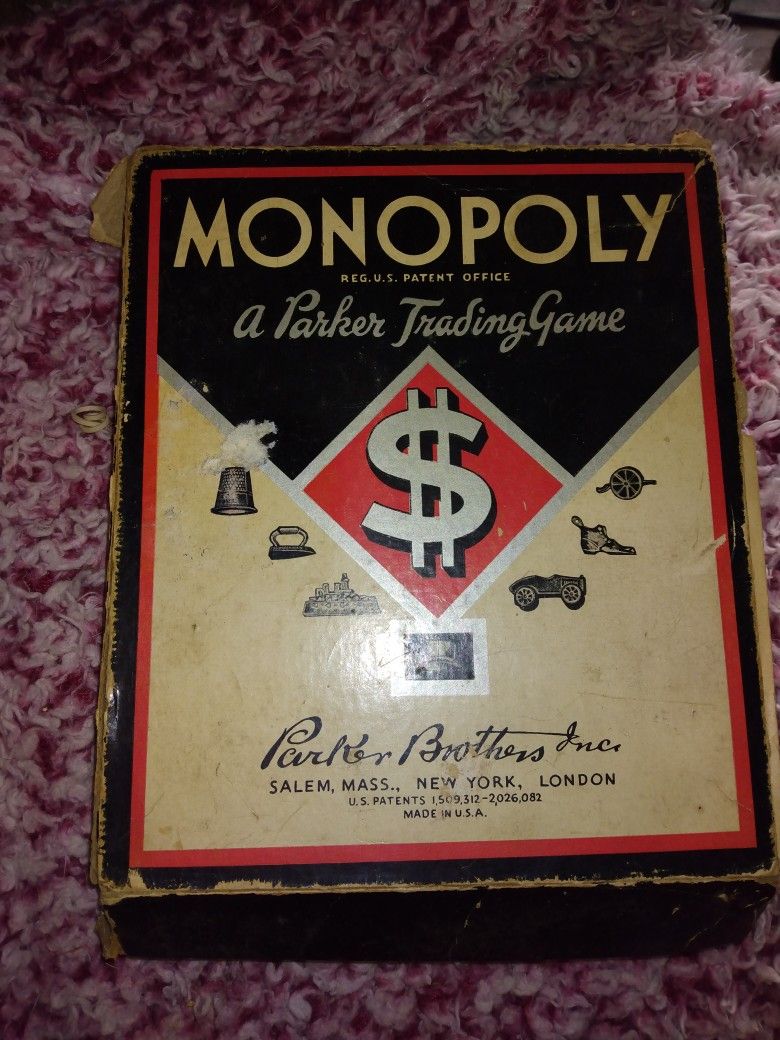 MONOPOLY
REG. U.S. PATENT OFFICE
a Parker Trading Game
$
Parker Brothers Inc.
SALEM, MASS., NEW YORK, LONDON
U.S. PATENTS 1,509,312-2,026,082
MADE IN U.S.A.